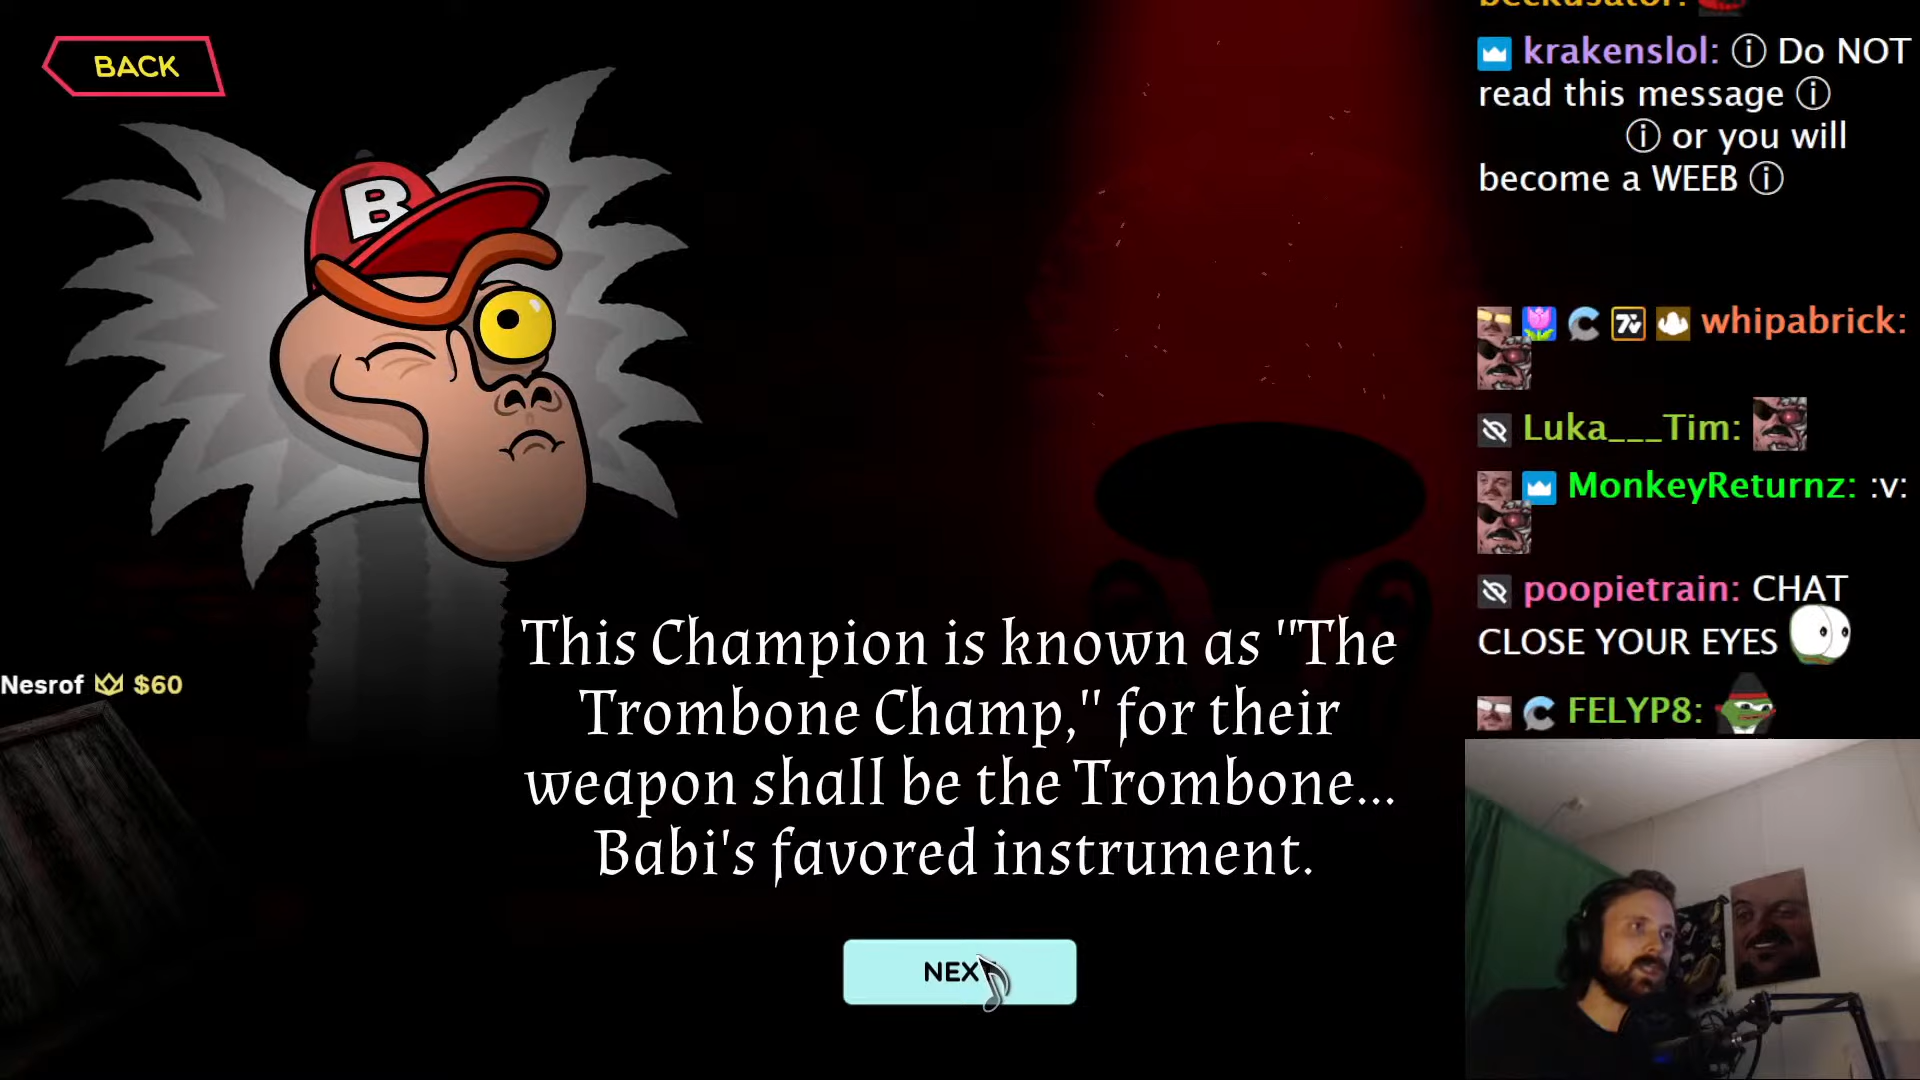 BACK
B
This Champion is known as "The
Trombone Champ," for their
weapon shall be the Trombone...
Babi's favored instrument.
Nesrof $60
krakenslol: ⓘ Do NOT
read this message ⓘ
ⓘ or you will
become a WEEB ⓘ
whipabrick:
Luka___Tim:
MonkeyReturnz: :v:
poopietrain: CHAT
CLOSE YOUR EYES
FELYP8: